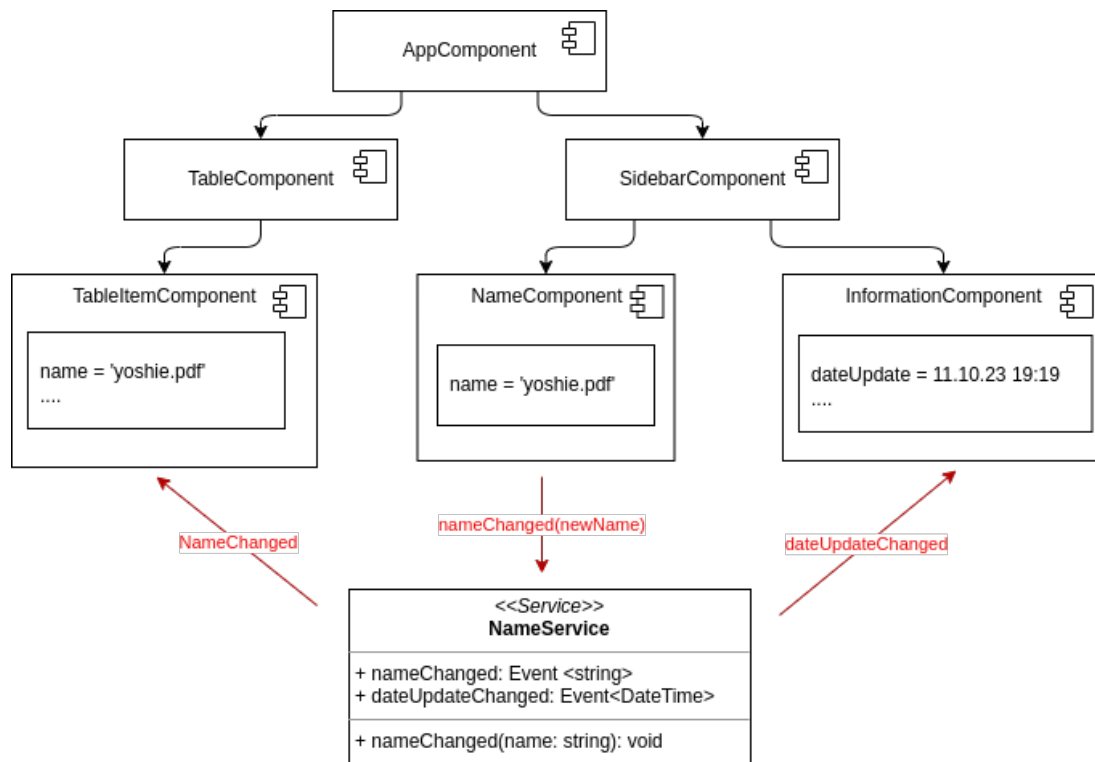 AppComponent
TableComponent
SidebarComponent
TableItemComponent
name = 'yoshie.pdf'
....
NameComponent
name = 'yoshie.pdf'
InformationComponent
dateUpdate = 11.10.23 19:19
....
NameChanged
nameChanged(newName)
dateUpdateChanged
<<Service>>
NameService
+ nameChanged: Event <string>
+ dateUpdateChanged: Event<DateTime>
+ nameChanged(name: string): void